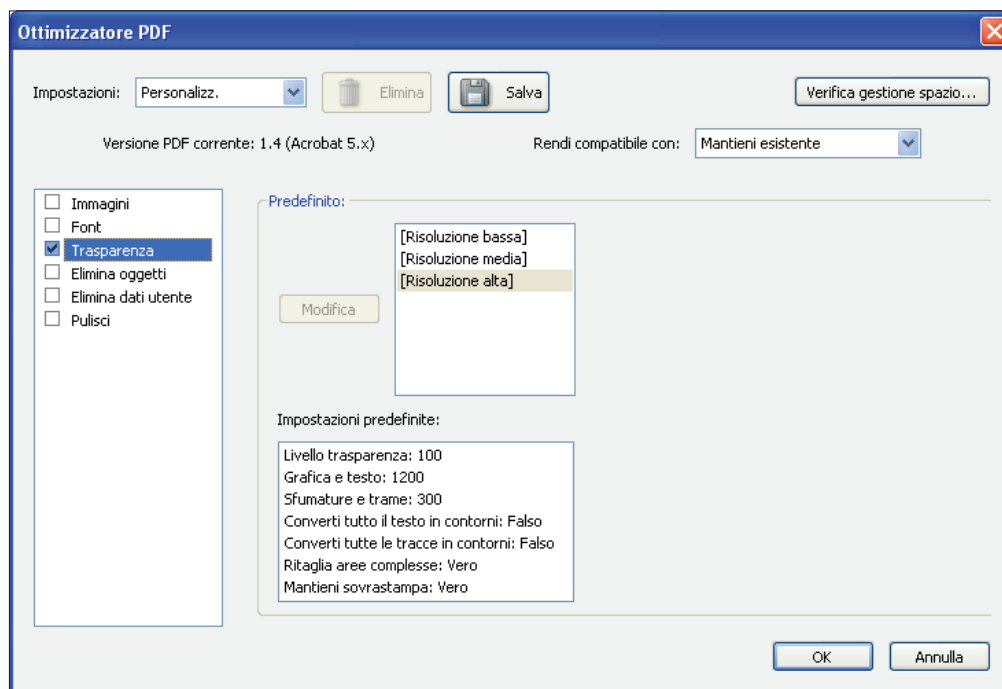 Ottimizzatore PDF
Impostazioni: Personalizz. Elimina Salva Verifica gestione spazio...
Versione PDF corrente: 1.4 (Acrobat 5.x) Rendi compatibile con: Mantieni esistente
Immagini
Font
Trasparenza
Elimina oggetti
Elimina dati utente
Pulisci
Predefinito:
[Risoluzione bassa]
[Risoluzione media]
[Risoluzione alta]
Modifica
Impostazioni predefinite:
Livello trasparenza: 100
Grafica e testo: 1200
Sfumature e trame: 300
Converti tutto il testo in contorni: Falso
Converti tutte le tracce in contorni: Falso
Ritaglia aree complesse: Vero
Mantieni sovrastampa: Vero
OK Annulla